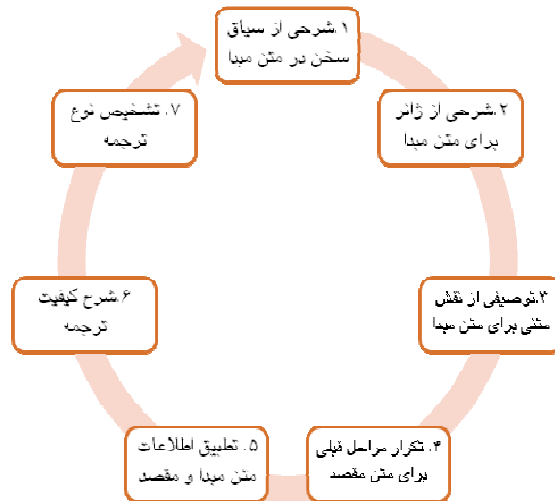 ۱.شرحی از سیاق
سخن در متن مبدا
۲.شرحی از ژانر
برای متن مبدا
۳.توصیفی از نقش
متنی برای متن مبدا
۴. تکرار مراحل قبلی
برای متن مقصد
۵. تطبیق اطلاعات
متن مبدا و مقصد
۶.شرح کیفیت
ترجمه
۷. تشخیص نوع
ترجمه